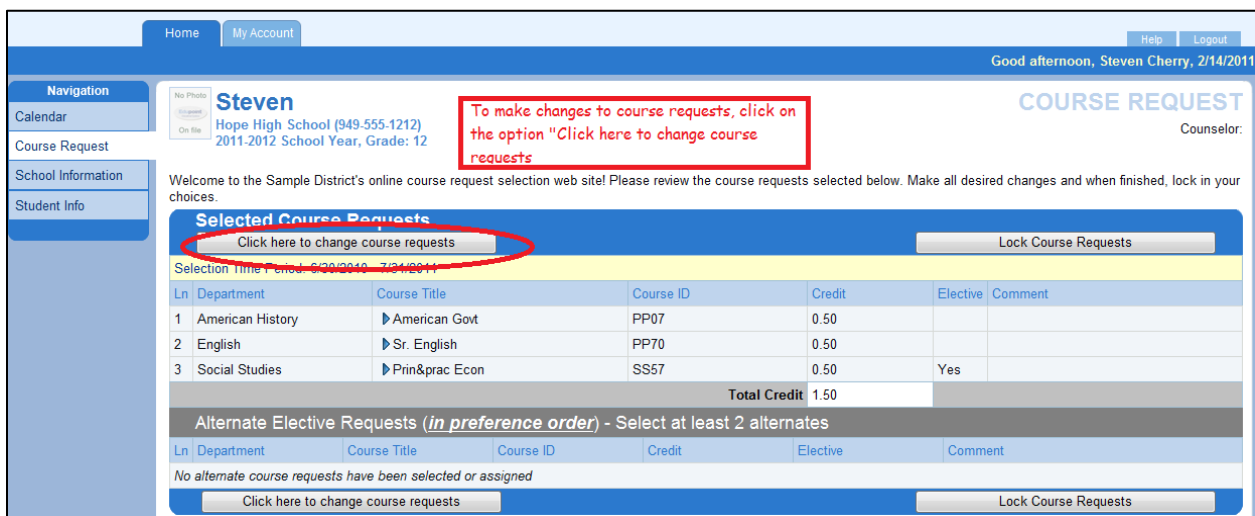 Home My Account
Help Logout
Good afternoon, Steven Cherry, 2/14/2011
Navigation
Calendar
Course Request
School Information
Student Info
No Photo
On file
Steven
Hope High School (949-555-1212)
2011-2012 School Year, Grade: 12
To make changes to course requests, click on
the option "Click here to change course
requests
COURSE REQUEST
Counselor:
Welcome to the Sample District's online course request selection web site! Please review the course requests selected below. Make all desired changes and when finished, lock in your
choices.
Selected Course Requests
Click here to change course requests Lock Course Requests
Selection Time Period:
Ln Department Course Title Course ID Credit Elective Comment
1 American History American Govt PP07 0.50
2 English Sr. English PP70 0.50
3 Social Studies Prin&prac Econ SS57 0.50 Yes
Total Credit 1.50
Alternate Elective Requests (in preference order) - Select at least 2 alternates
Ln Department Course Title Course ID Credit Elective Comment
No alternate course requests have been selected or assigned
Click here to change course requests Lock Course Requests